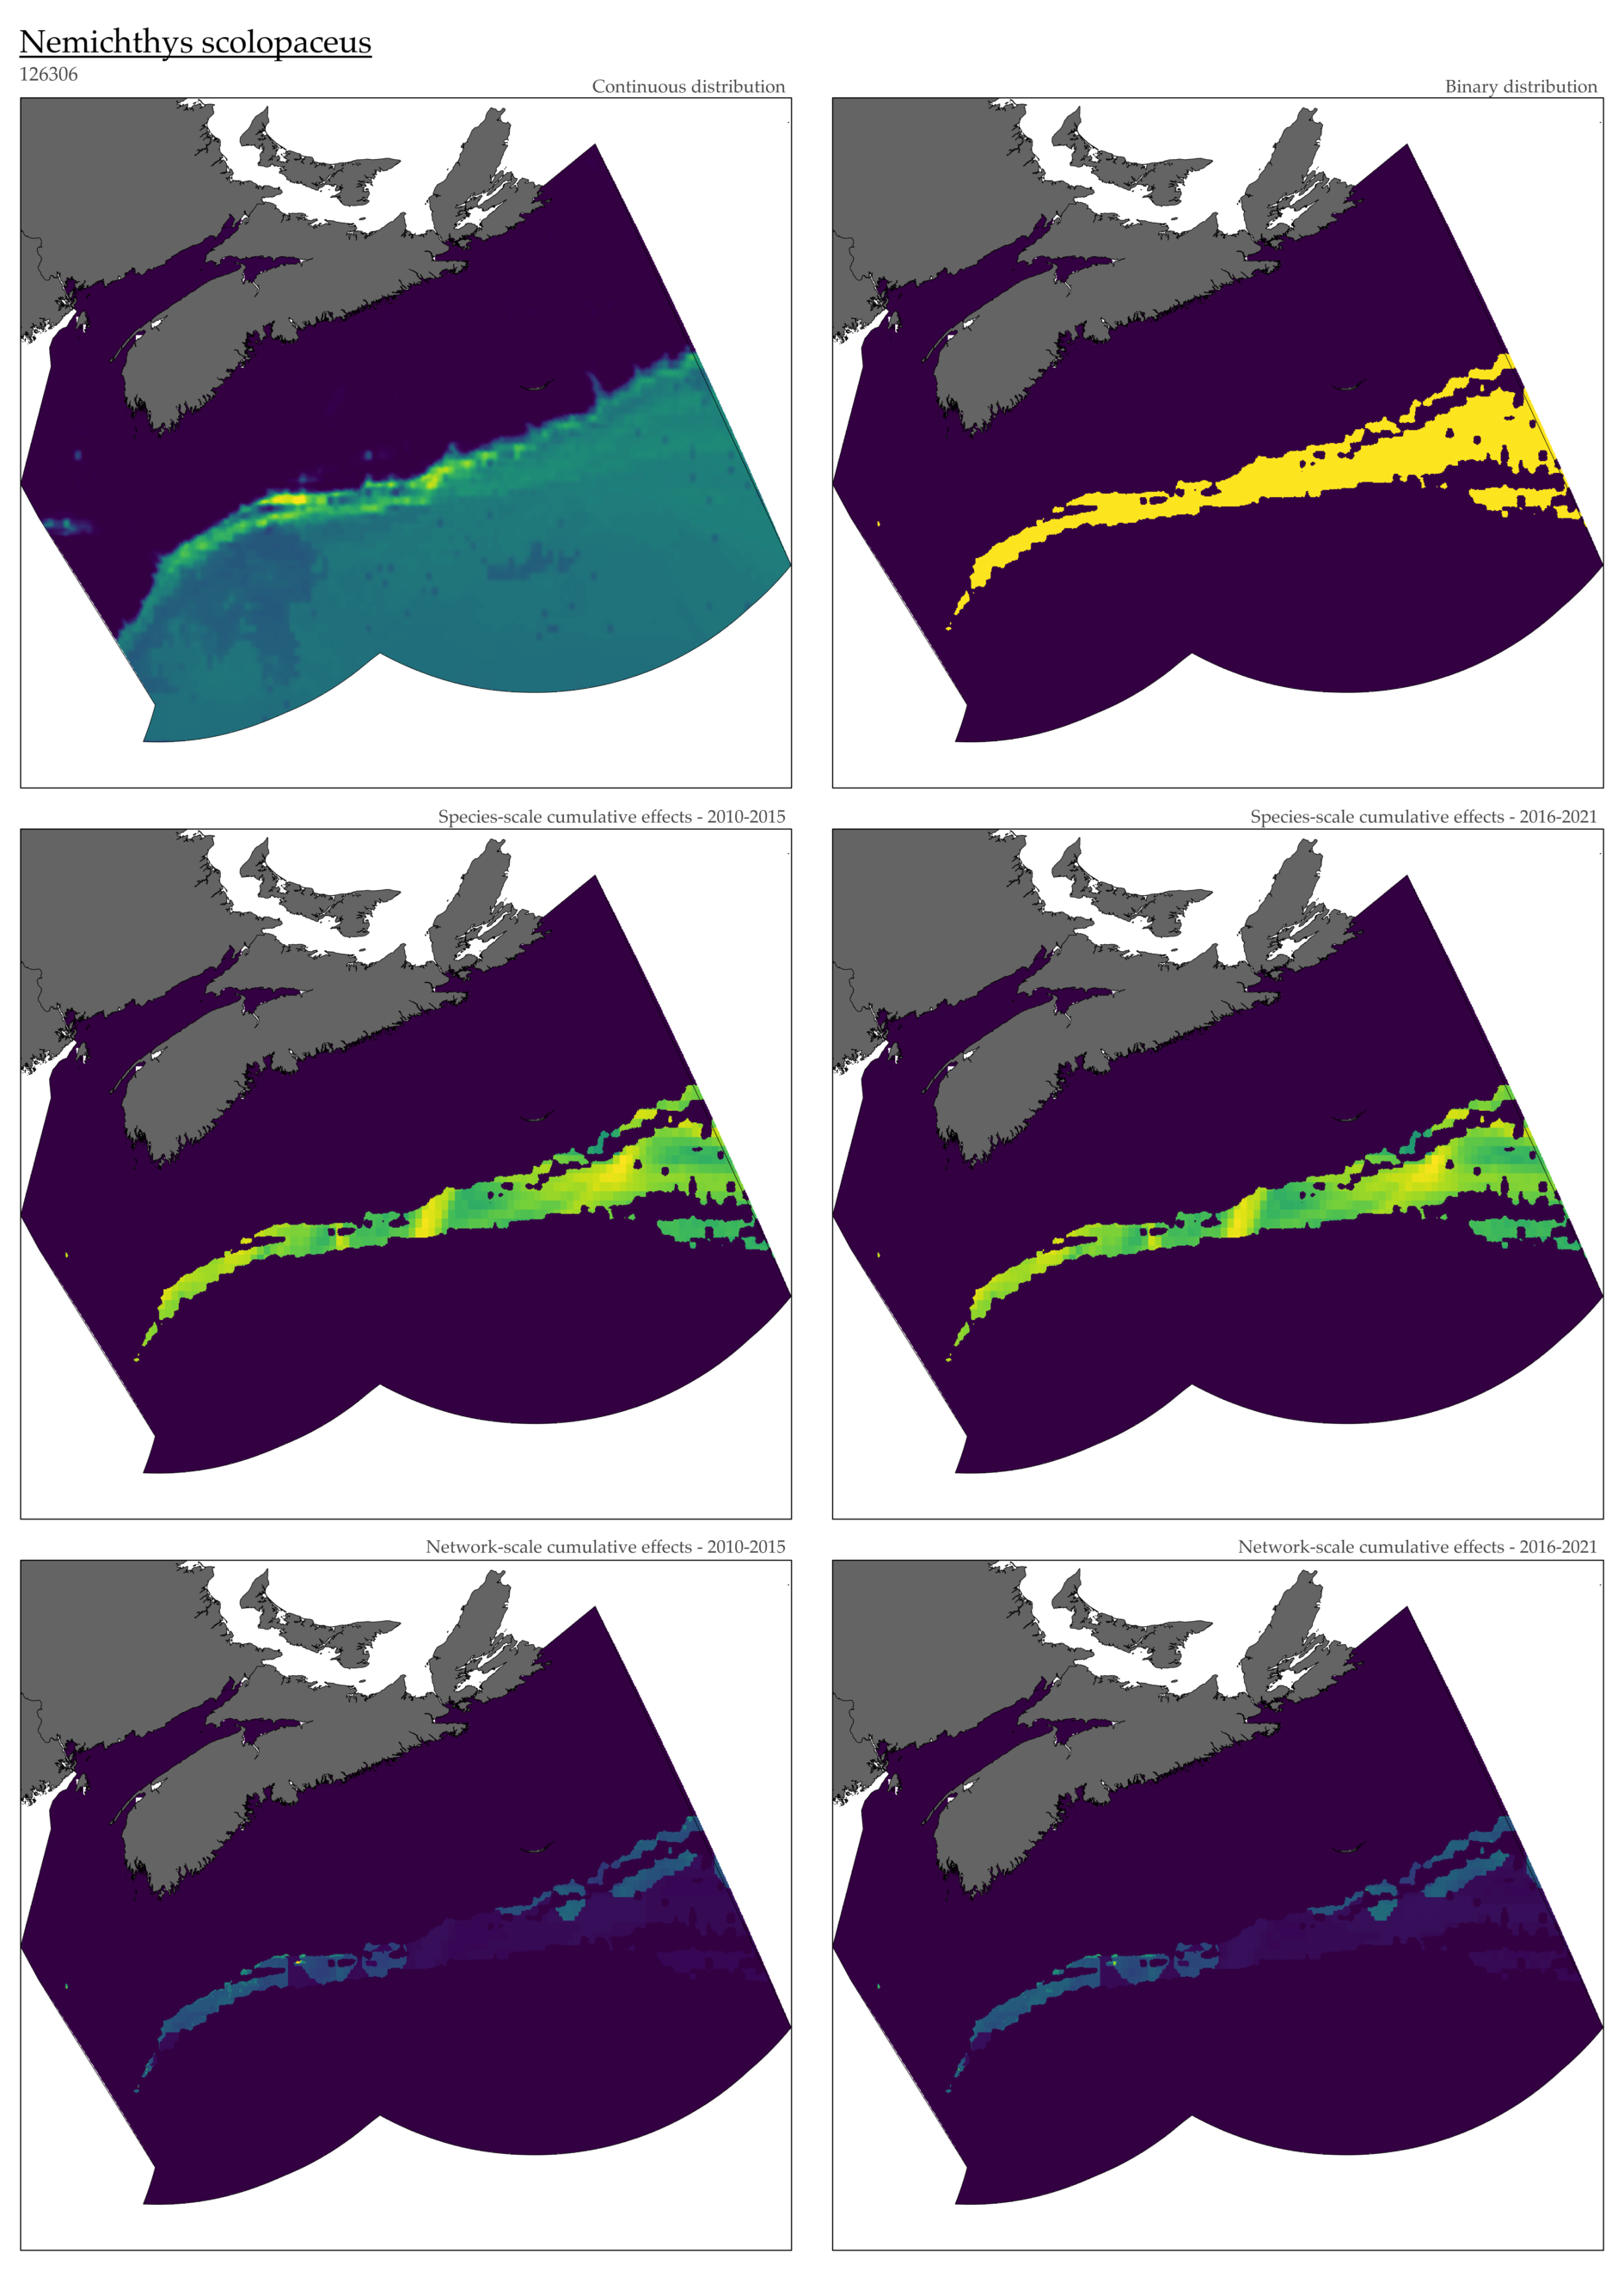 Nemichthys scolopaceus
126306
Continuous distribution
Binary distribution
Species-scale cumulative effects - 2010-2015
Species-scale cumulative effects - 2016-2021
Network-scale cumulative effects - 2010-2015
Network-scale cumulative effects - 2016-2021